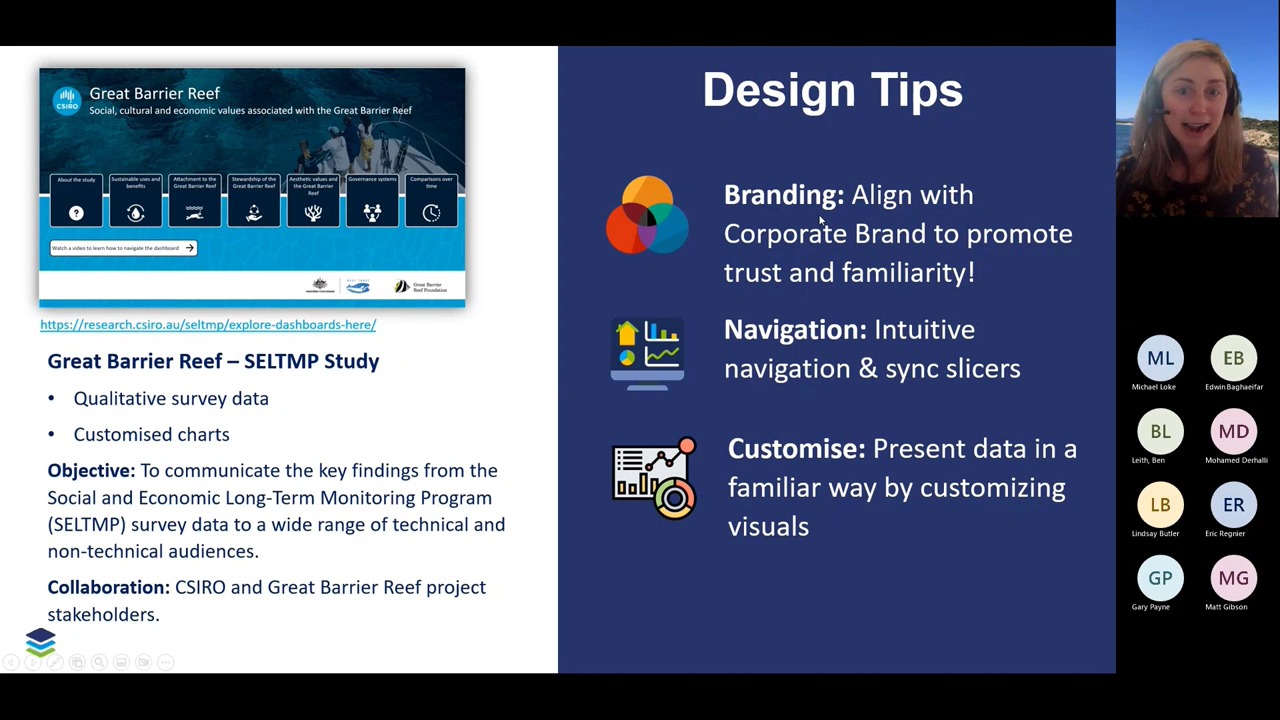 CSIRO
Great Barrier Reef
Social, cultural and economic values associated with the Great Barrier Reef
About the study
Sustainable uses and
benefits
Attachment to the
Great Barrier Reef
Stewardship of the
Great Barrier Reef
Aesthetic values and
the Great Barrier
Reef
Governance systems
Comparisons over
time
?
Watch a video to learn how to navigate the dashboard
Australian Government
Great Barrier
Reef Foundation
https://research.csiro.au/seltmp/explore-dashboards-here/
Great Barrier Reef – SELTMP Study
• Qualitative survey data
• Customised charts
Objective: To communicate the key findings from the
Social and Economic Long-Term Monitoring Program
(SELTMP) survey data to a wide range of technical and
non-technical audiences.
Collaboration: CSIRO and Great Barrier Reef project
stakeholders.
Design Tips
Branding: Align with
Corporate Brand to promote
trust and familiarity!
Navigation: Intuitive
navigation & sync slicers
Customise: Present data in a
familiar way by customizing
visuals
ML
EB
Michael Loke
Edwin Baghaeifar
BL
MD
Leith, Ben
Mohamed Derhalli
LB
ER
Lindsay Butler
Eric Regnier
GP
MG
Gary Payne
Matt Gibson